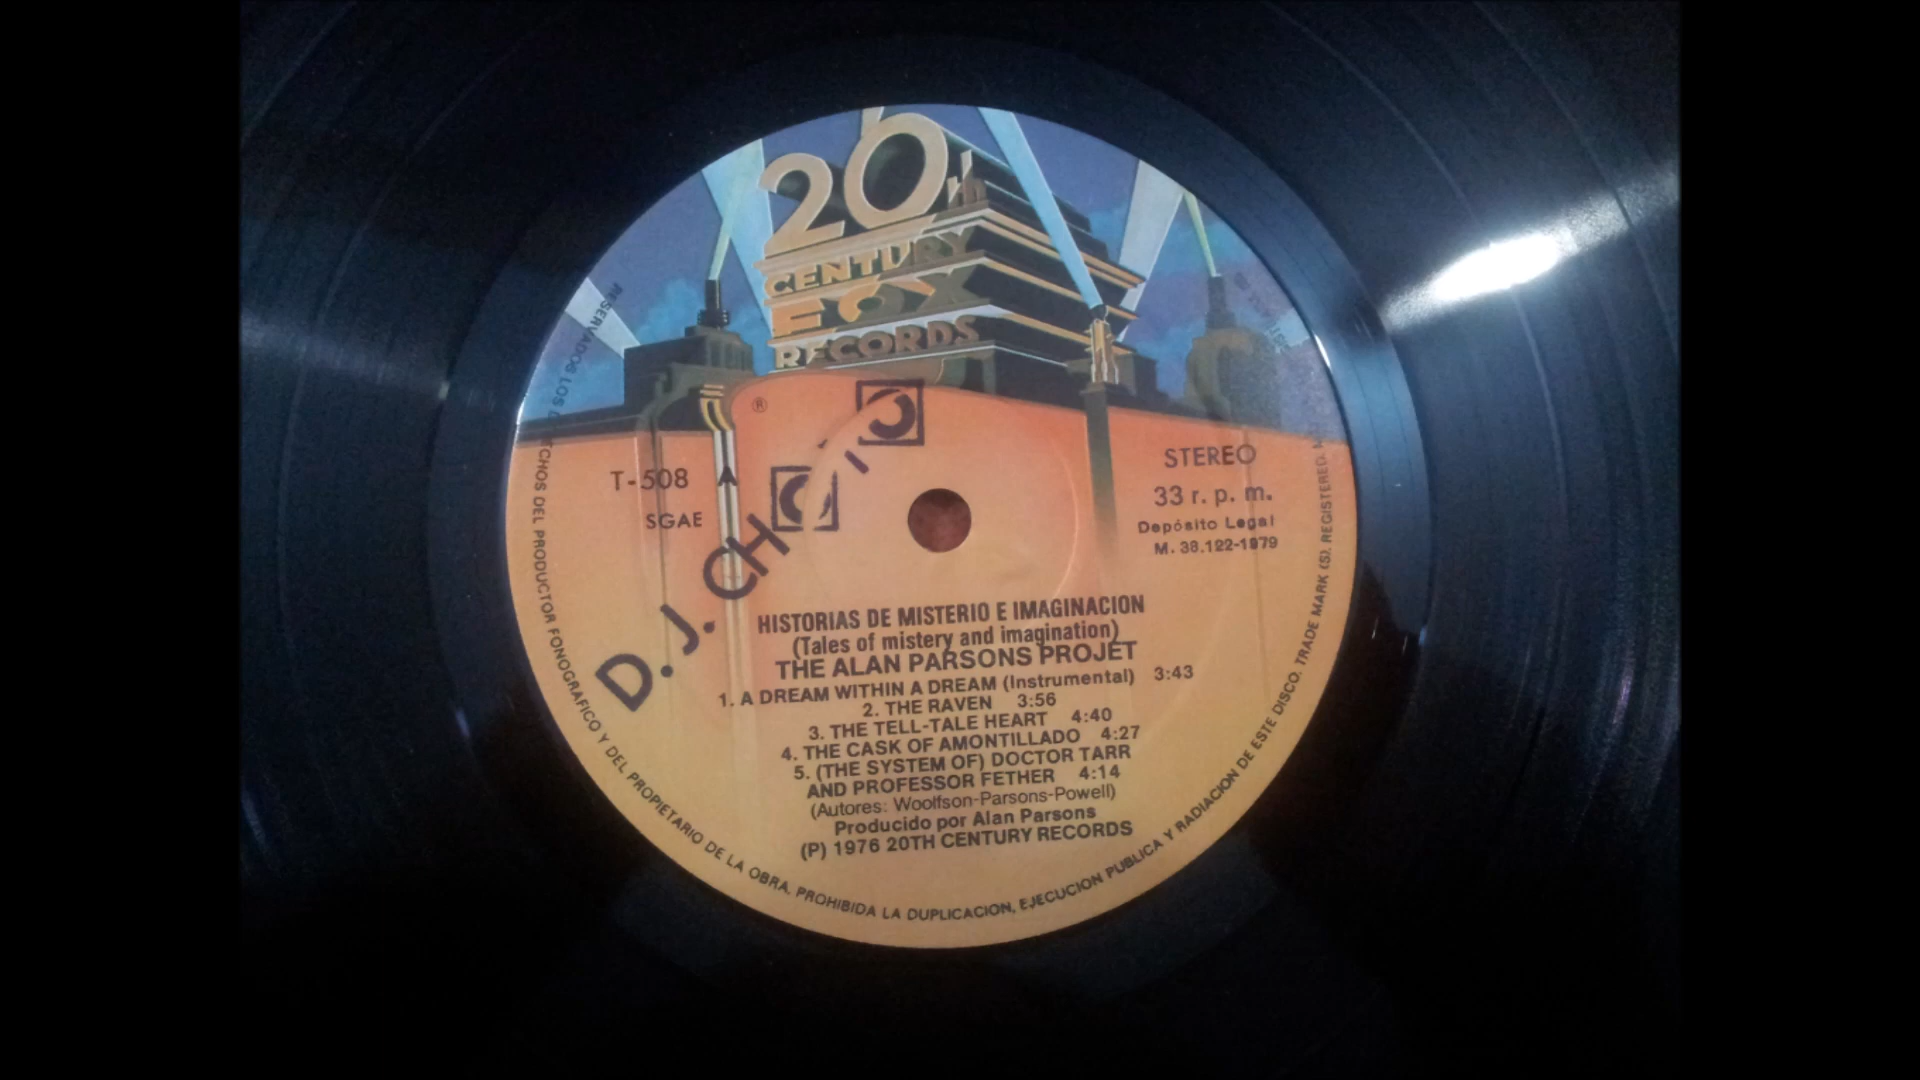 20th
CENTURY
FOX
RECORDS
®
T-508
A
SGAE
STEREO
33 r. p. m.
Depósito Legal
M. 38.122-1979
D. J. CHO
HISTORIAS DE MISTERIO E IMAGINACION
(Tales of mistery and imagination)
THE ALAN PARSONS PROJET
1. A DREAM WITHIN A DREAM (Instrumental) 3:43
2. THE RAVEN 3:56
3. THE TELL-TALE HEART 4:40
4. THE CASK OF AMONTILLADO 4:27
5. (THE SYSTEM OF) DOCTOR TARR
AND PROFESSOR FETHER 4:14
(Autores: Woolfson-Parsons-Powell)
Producido por Alan Parsons
(P) 1976 20TH CENTURY RECORDS
RESERVADOS LOS DERECHOS DEL PRODUCTOR FONOGRAFICO Y DEL PROPIETARIO DE LA OBRA. PROHIBIDA LA DUPLICACION, EJECUCION PUBLICA Y RADIACION DE ESTE DISCO. TRADE MARK (S). REGISTERED.